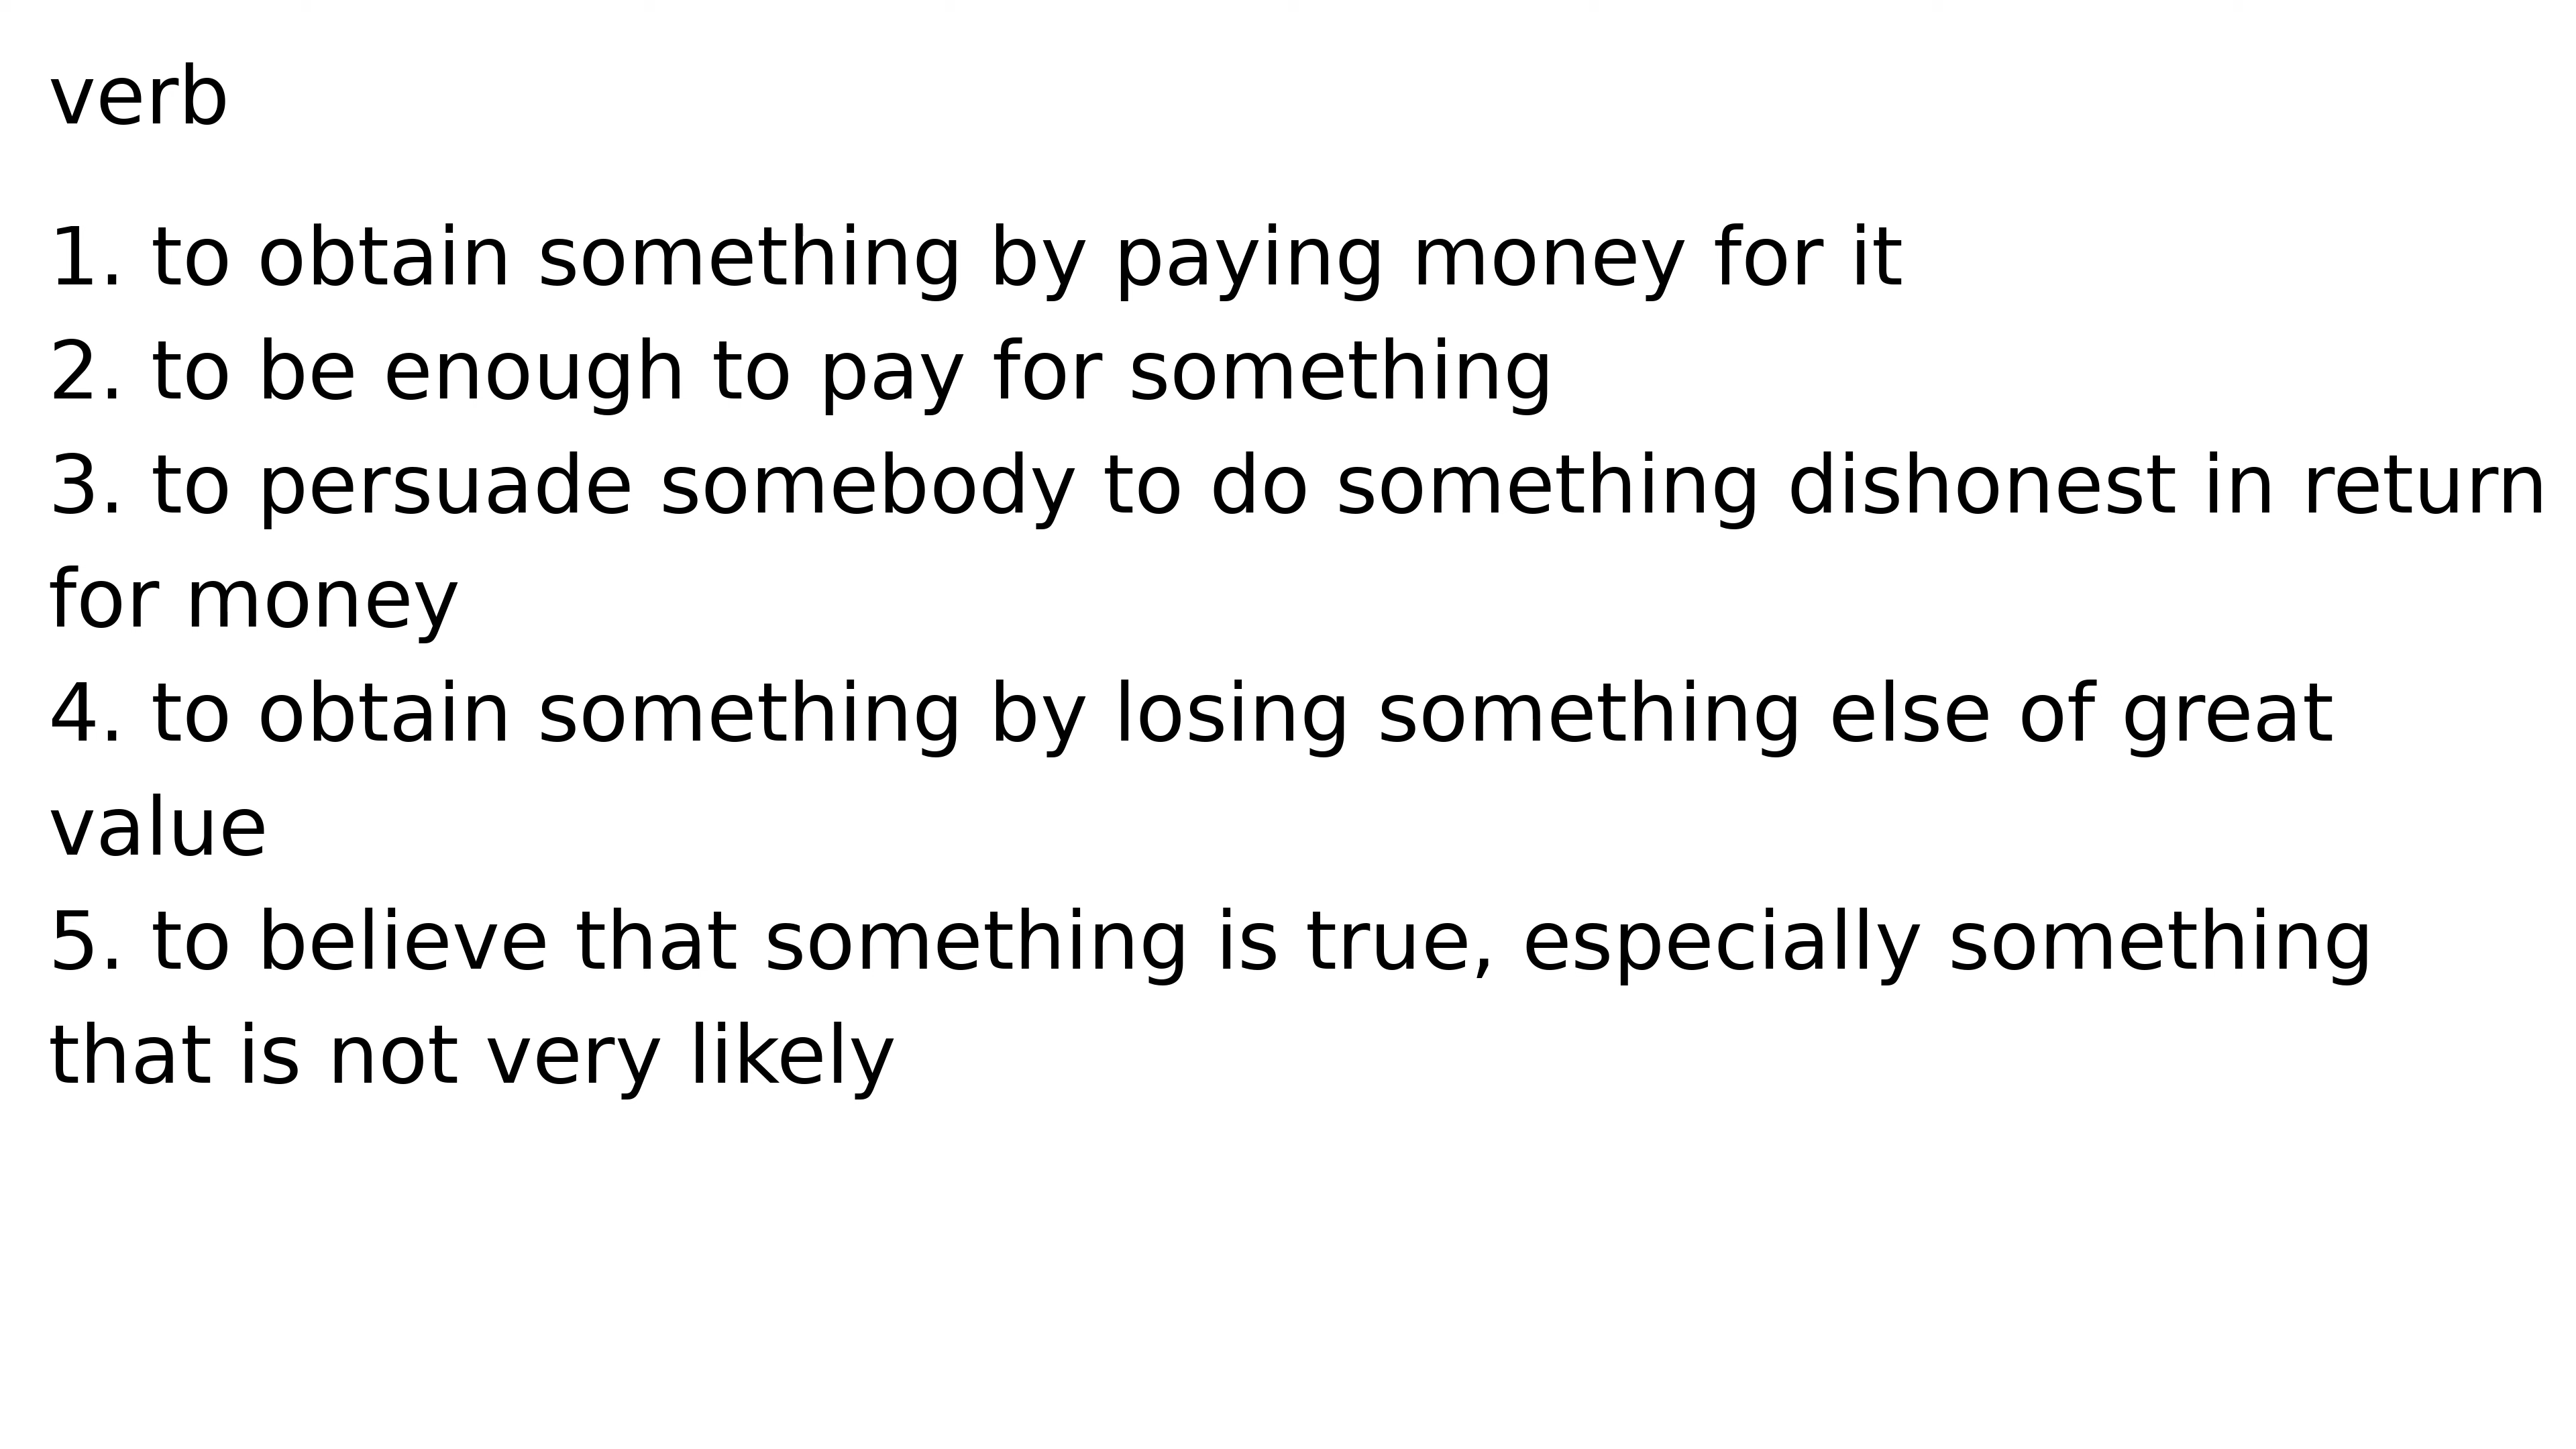 verb
1. to obtain something by paying money for it
2. to be enough to pay for something
3. to persuade somebody to do something dishonest in return
for money
4. to obtain something by losing something else of great
value
5. to believe that something is true, especially something
that is not very likely